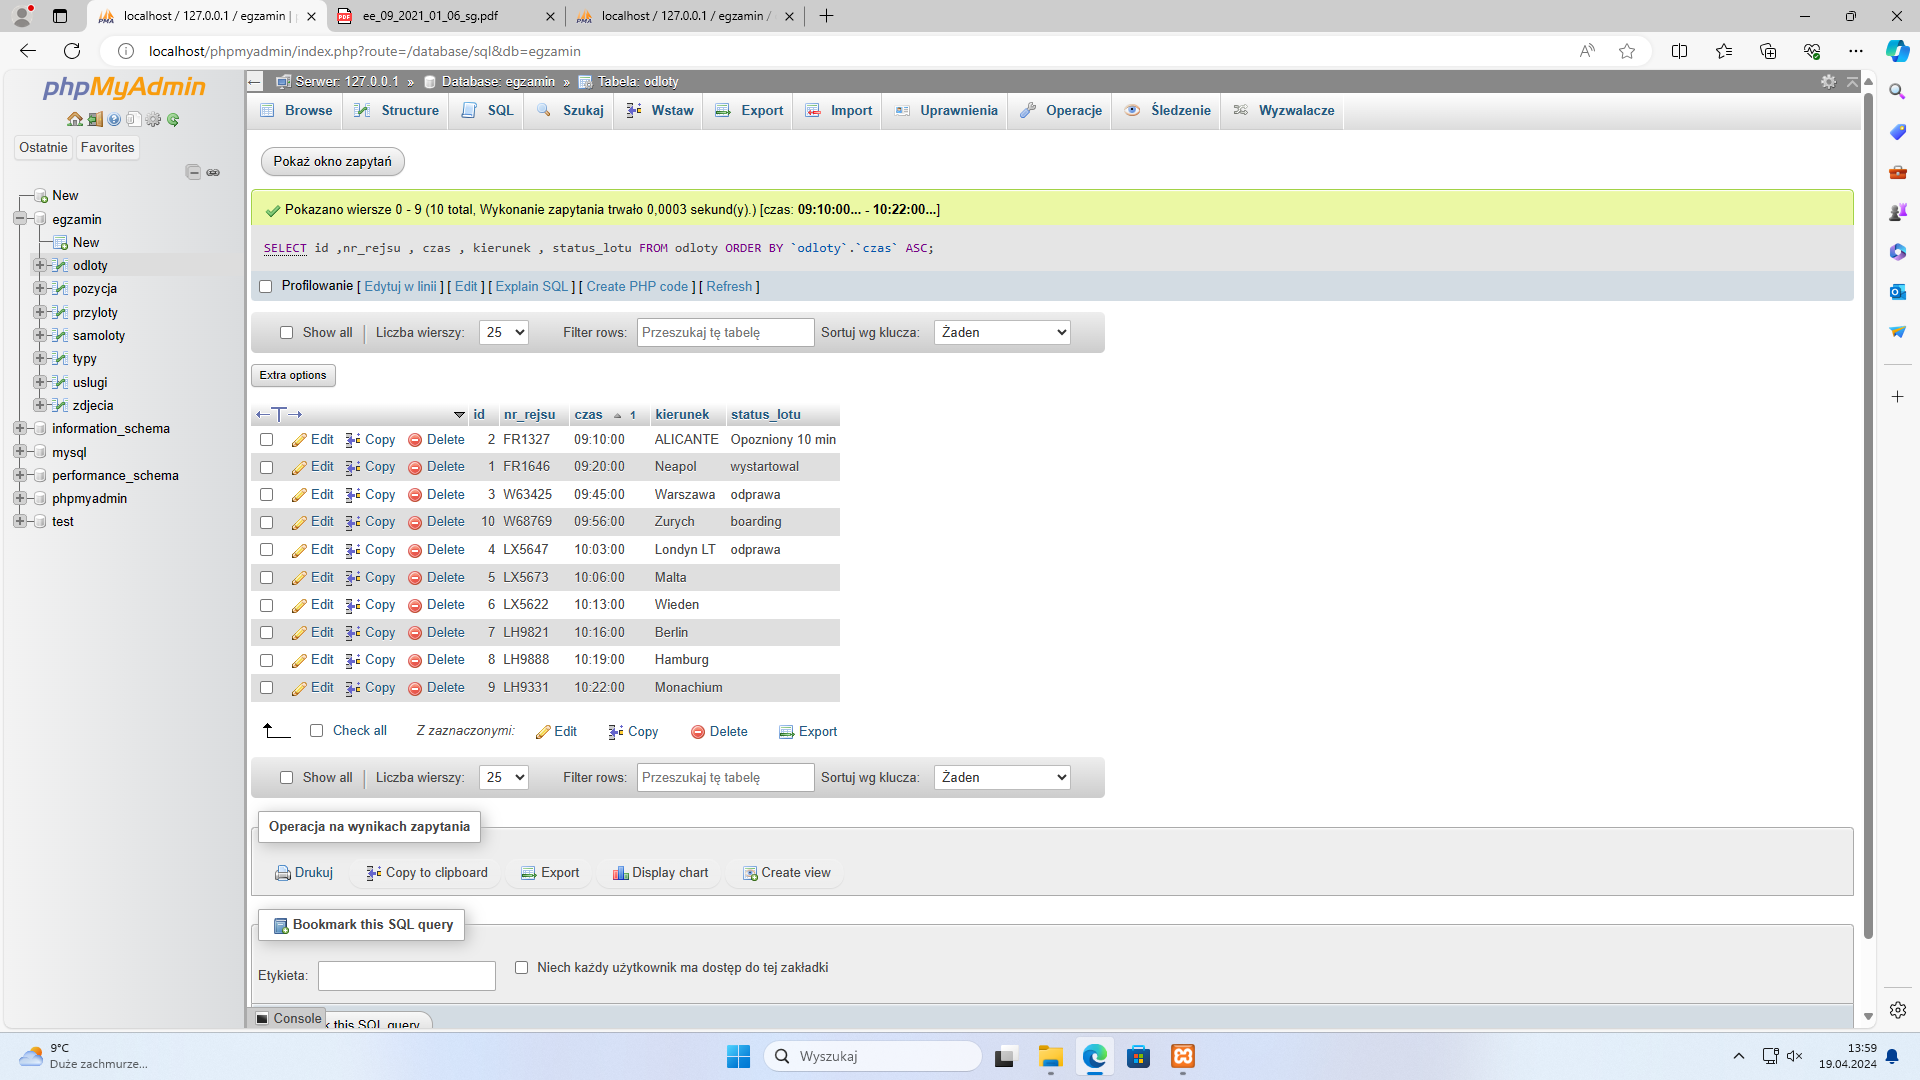 localhost / 127.0.0.1 / egzamin | p
ee_09_2021_01_06_sg.pdf
localhost / 127.0.0.1 / egzamin /
localhost/phpmyadmin/index.php?route=/database/sql&db=egzamin
phpMyAdmin
Ostatnie
Favorites
New
egzamin
New
odloty
pozycja
przyloty
samoloty
typy
uslugi
zdjecia
information_schema
mysql
performance_schema
phpmyadmin
test
Serwer: 127.0.0.1 » Database: egzamin » Tabela: odloty
Browse Structure SQL Szukaj Wstaw Export Import Uprawnienia Operacje Śledzenie Wyzwalacze
Pokaż okno zapytań
Pokazano wiersze 0 - 9 (10 total, Wykonanie zapytania trwało 0,0003 sekund(y).) [czas: 09:10:00... - 10:22:00...]
SELECT id ,nr_rejsu , czas , kierunek , status_lotu FROM odloty ORDER BY `odloty`.`czas` ASC;
Profilowanie [ Edytuj w linii ] [ Edit ] [ Explain SQL ] [ Create PHP code ] [ Refresh ]
Show all Liczba wierszy: 25 Filter rows: Przeszukaj tę tabelę Sortuj wg klucza: Żaden
Extra options
id nr_rejsu czas 1 kierunek status_lotu
Edit Copy Delete 2 FR1327 09:10:00 ALICANTE Opozniony 10 min
Edit Copy Delete 1 FR1646 09:20:00 Neapol wystartowal
Edit Copy Delete 3 W63425 09:45:00 Warszawa odprawa
Edit Copy Delete 10 W68769 09:56:00 Zurych boarding
Edit Copy Delete 4 LX5647 10:03:00 Londyn LT odprawa
Edit Copy Delete 5 LX5673 10:06:00 Malta
Edit Copy Delete 6 LX5622 10:13:00 Wieden
Edit Copy Delete 7 LH9821 10:16:00 Berlin
Edit Copy Delete 8 LH9888 10:19:00 Hamburg
Edit Copy Delete 9 LH9331 10:22:00 Monachium
Check all Z zaznaczonymi: Edit Copy Delete Export
Show all Liczba wierszy: 25 Filter rows: Przeszukaj tę tabelę Sortuj wg klucza: Żaden
Operacja na wynikach zapytania
Drukuj Copy to clipboard Export Display chart Create view
Bookmark this SQL query
Etykieta: Niech każdy użytkownik ma dostęp do tej zakładki
Console
k this SQL query
9°C
Duże zachmurze...
Wyszukaj
13:59
19.04.2024